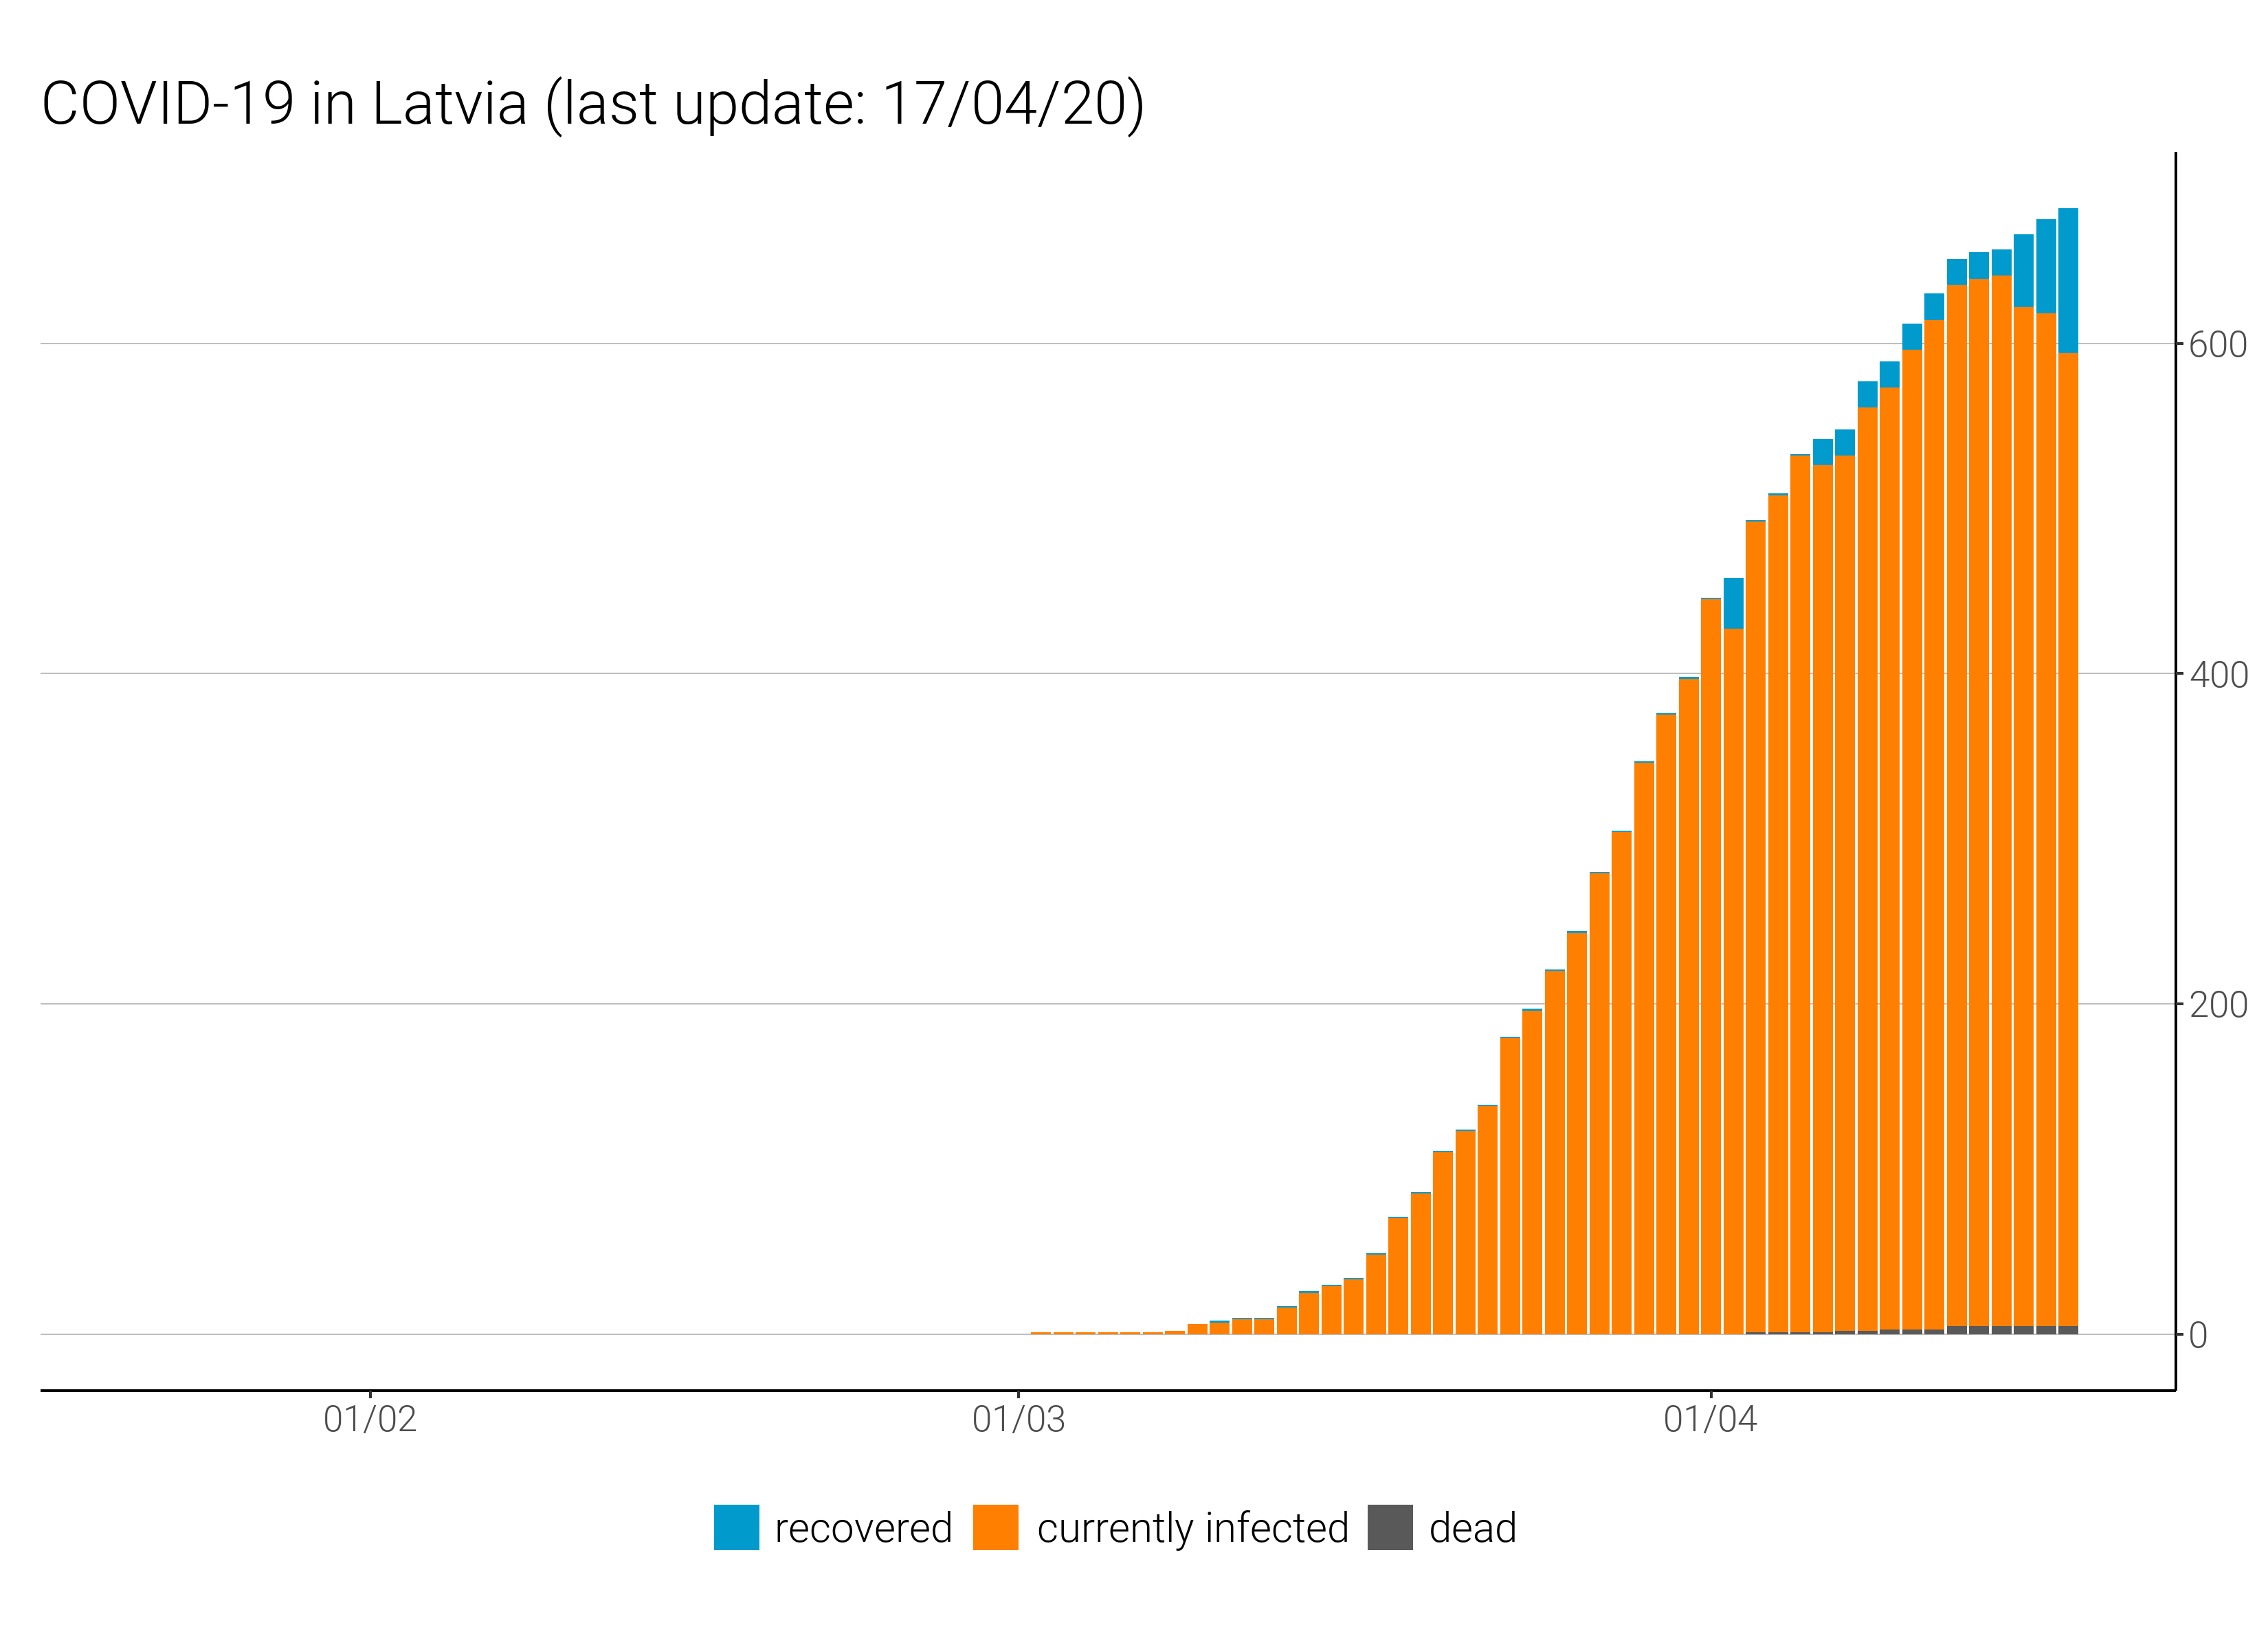 COVID-19 in Latvia (last update: 17/04/20)
600
400
200
0
01/02 01/03 01/04
recovered currently infected dead